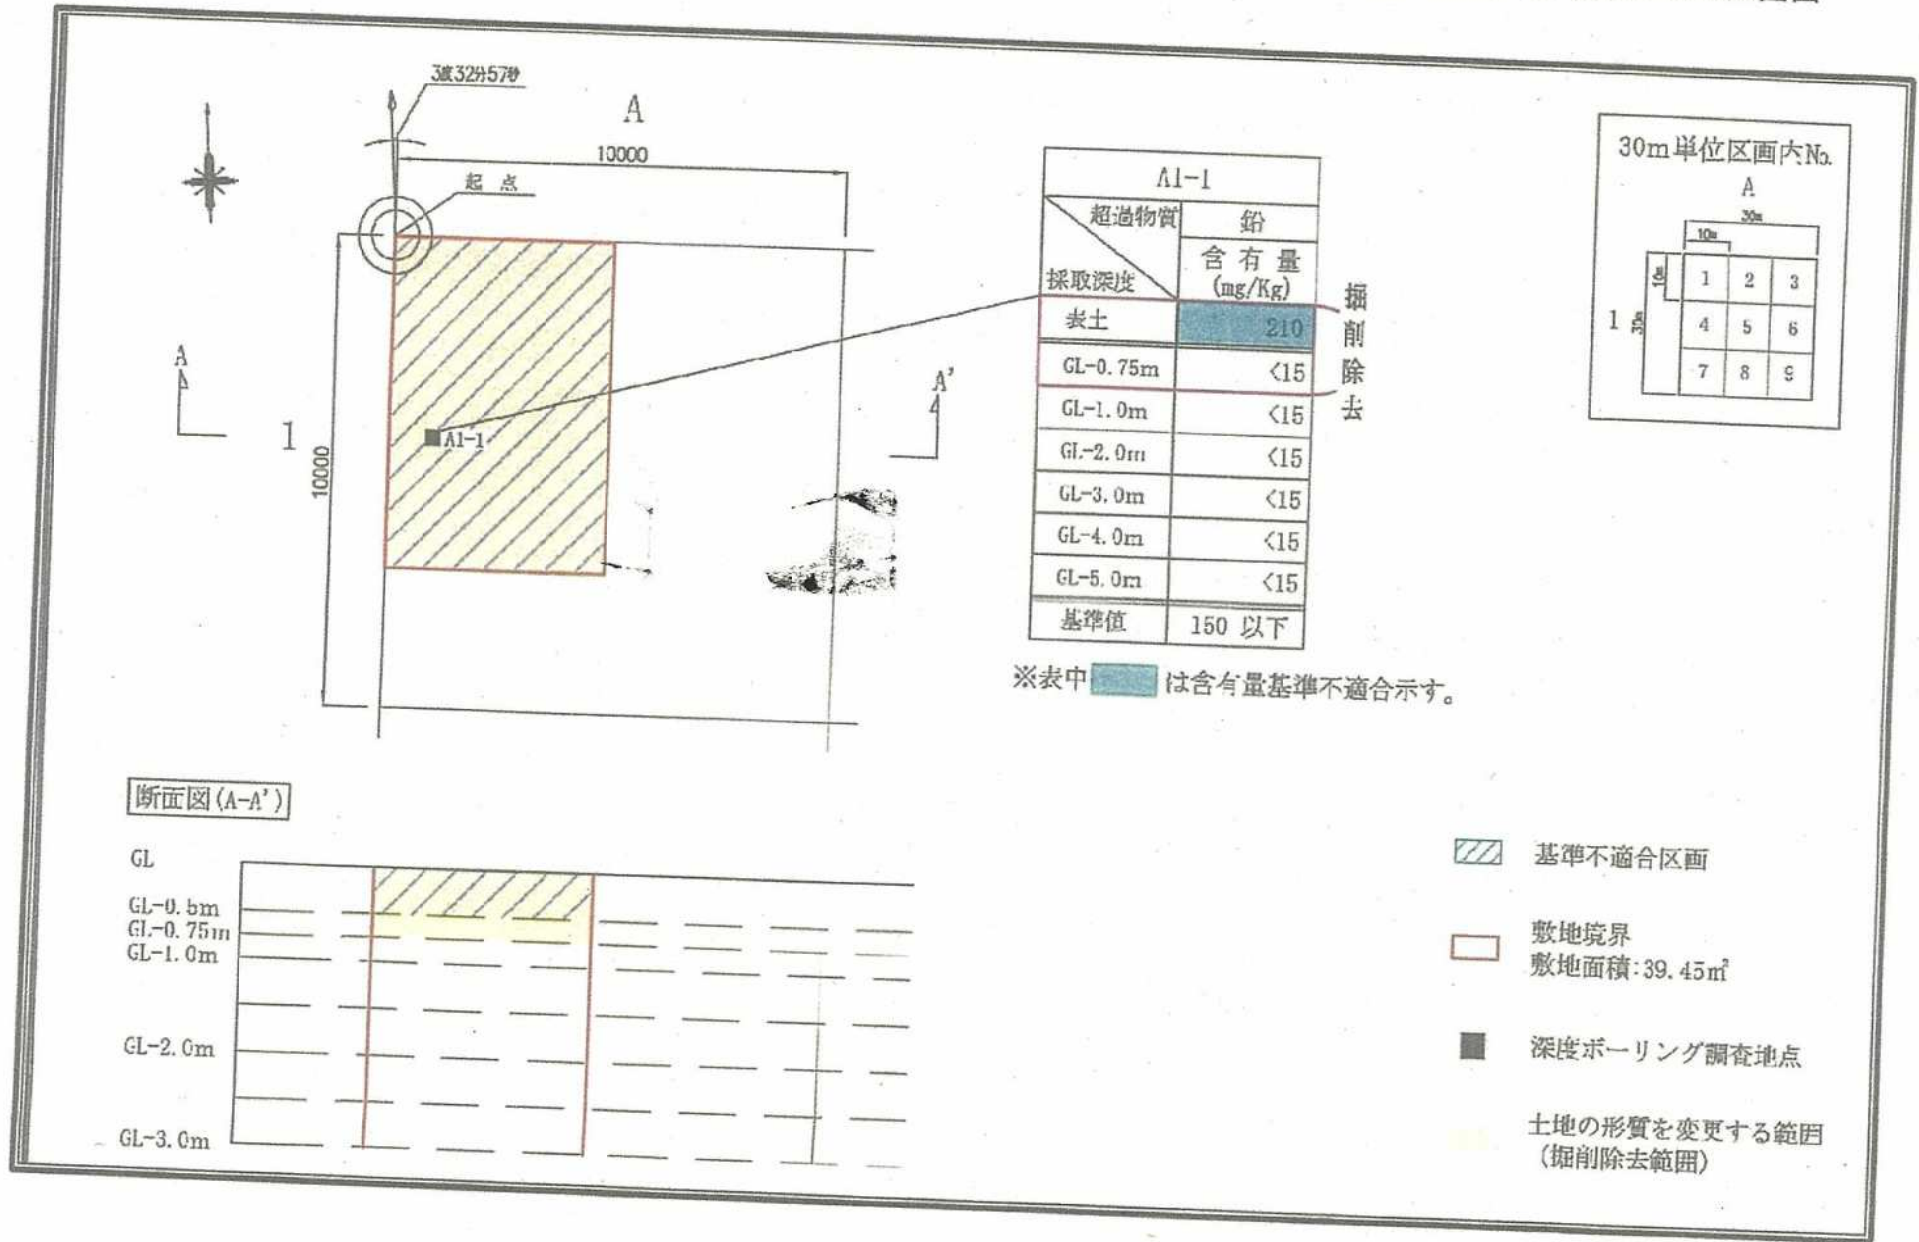 3度32分57秒
A
10000
起 点
A
1
10000
A1-1
A'
A1-1
超過物質
鉛
採取深度
含有量
(mg/Kg)
表土
210
GL-0.75m
<15
GL-1.0m
<15
GL-2.0m
<15
GL-3.0m
<15
GL-4.0m
<15
GL-5.0m
<15
基準値
150 以下
掘削除去
※表中 は含有量基準不適合示す。
30m単位区画内No.
A
30m
10m
10m
1
30m
1 2 3
4 5 6
7 8 9
断面図(A-A')
GL
GL-0.5m
GL-0.75m
GL-1.0m
GL-2.0m
GL-3.0m
基準不適合区画
敷地境界
敷地面積:39.45㎡
深度ボーリング調査地点
土地の形質を変更する範囲
(掘削除去範囲)